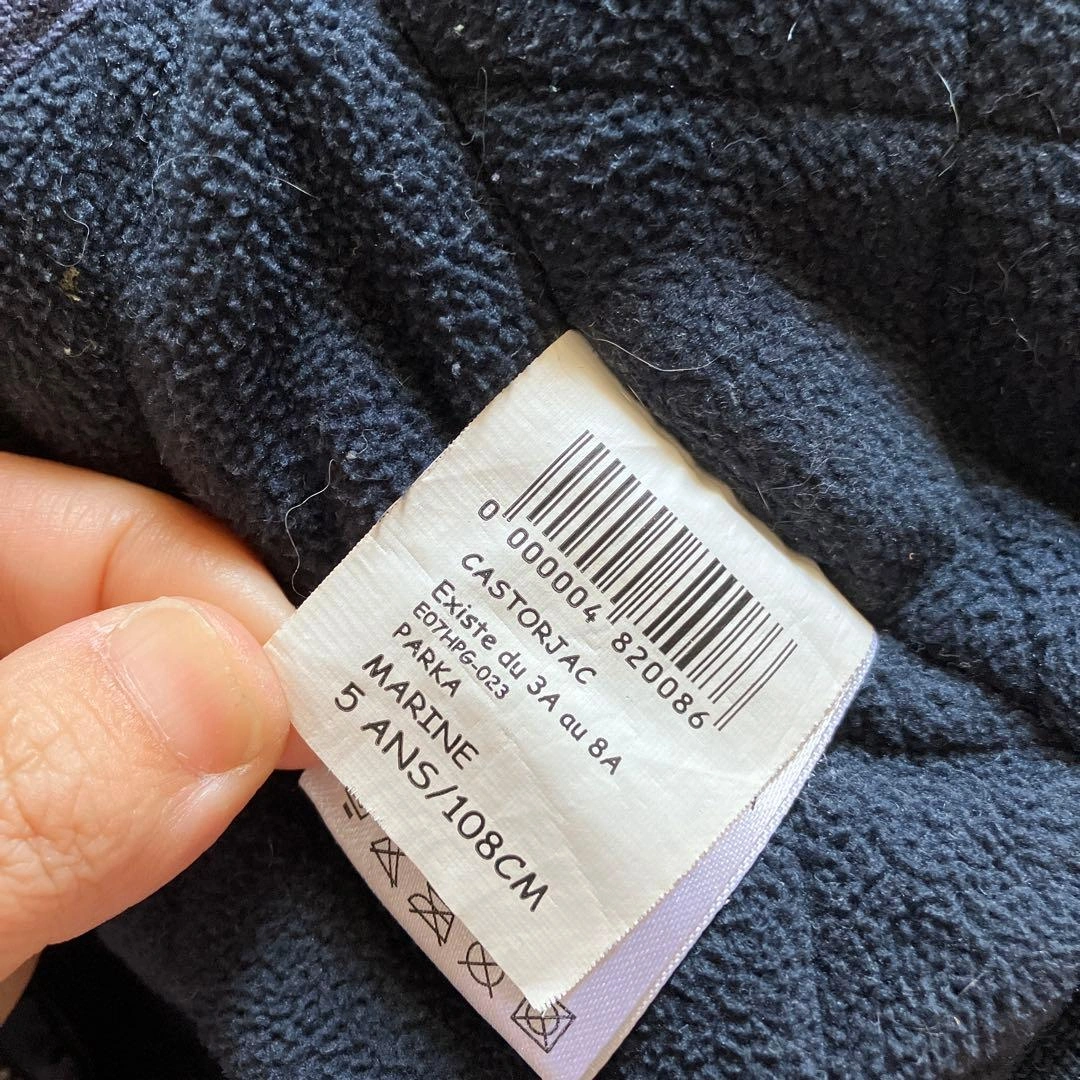 0 000004 820086
CASTORJAC
Existe du 3A au 8A
E07HPG-023
PARKA
MARINE
5 ANS/108CM